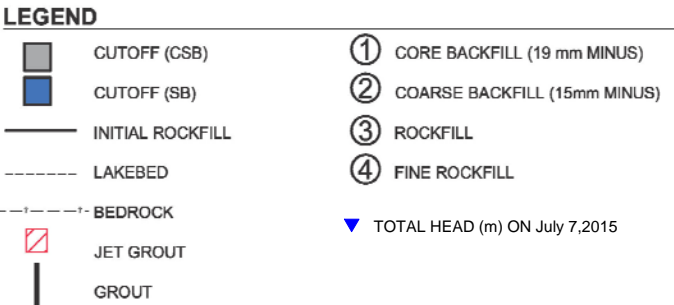 LEGEND
CUTOFF (CSB)
CUTOFF (SB)
INITIAL ROCKFILL
LAKEBED
BEDROCK
JET GROUT
GROUT
1 CORE BACKFILL (19 mm MINUS)
2 COARSE BACKFILL (15mm MINUS)
3 ROCKFILL
4 FINE ROCKFILL
TOTAL HEAD (m) ON July 7,2015